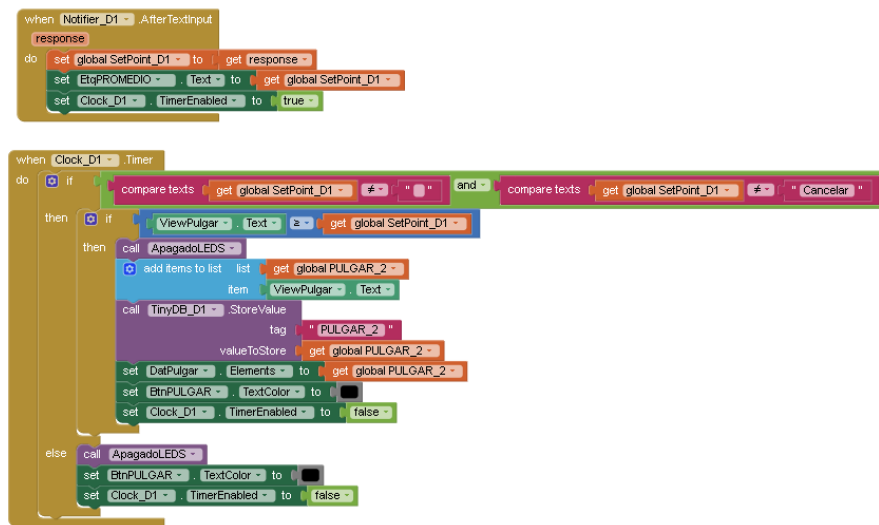 when Notifier_D1 .AfterTextInput
response
do set global SetPoint_D1 to get response
set EtqPROMEDIO . Text to get global SetPoint_D1
set Clock_D1 . TimerEnabled to true
when Clock_D1 .Timer
do if compare texts get global SetPoint_D1 ≠ " " and compare texts get global SetPoint_D1 ≠ " Cancelar "
then if ViewPulgar . Text ≥ get global SetPoint_D1
then call ApagadoLEDS
add items to list list get global PULGAR_2
item ViewPulgar . Text
call TinyDB_D1 .StoreValue
tag " PULGAR_2 "
valueToStore get global PULGAR_2
set DatPulgar . Elements to get global PULGAR_2
set BtnPULGAR . TextColor to
set Clock_D1 . TimerEnabled to false
else call ApagadoLEDS
set BtnPULGAR . TextColor to
set Clock_D1 . TimerEnabled to false